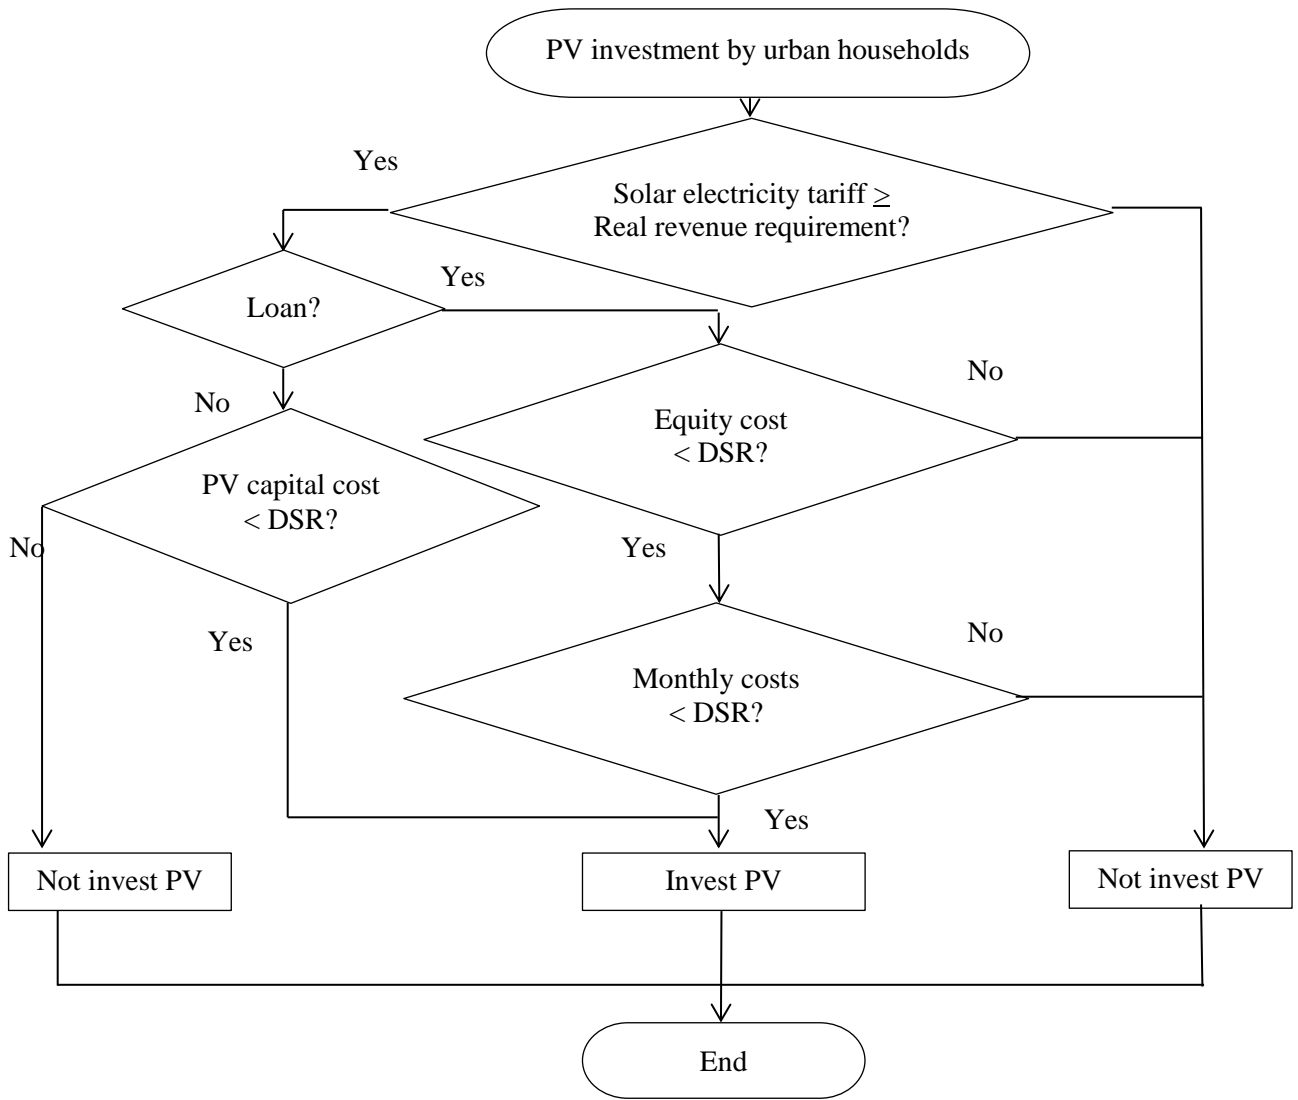 PV investment by urban households
Yes
Solar electricity tariff ≥
Real revenue requirement?
Yes
Loan?
No
No
Equity cost
< DSR?
PV capital cost
< DSR?
No
Yes
Yes
No
Monthly costs
< DSR?
Yes
Not invest PV
Invest PV
Not invest PV
End